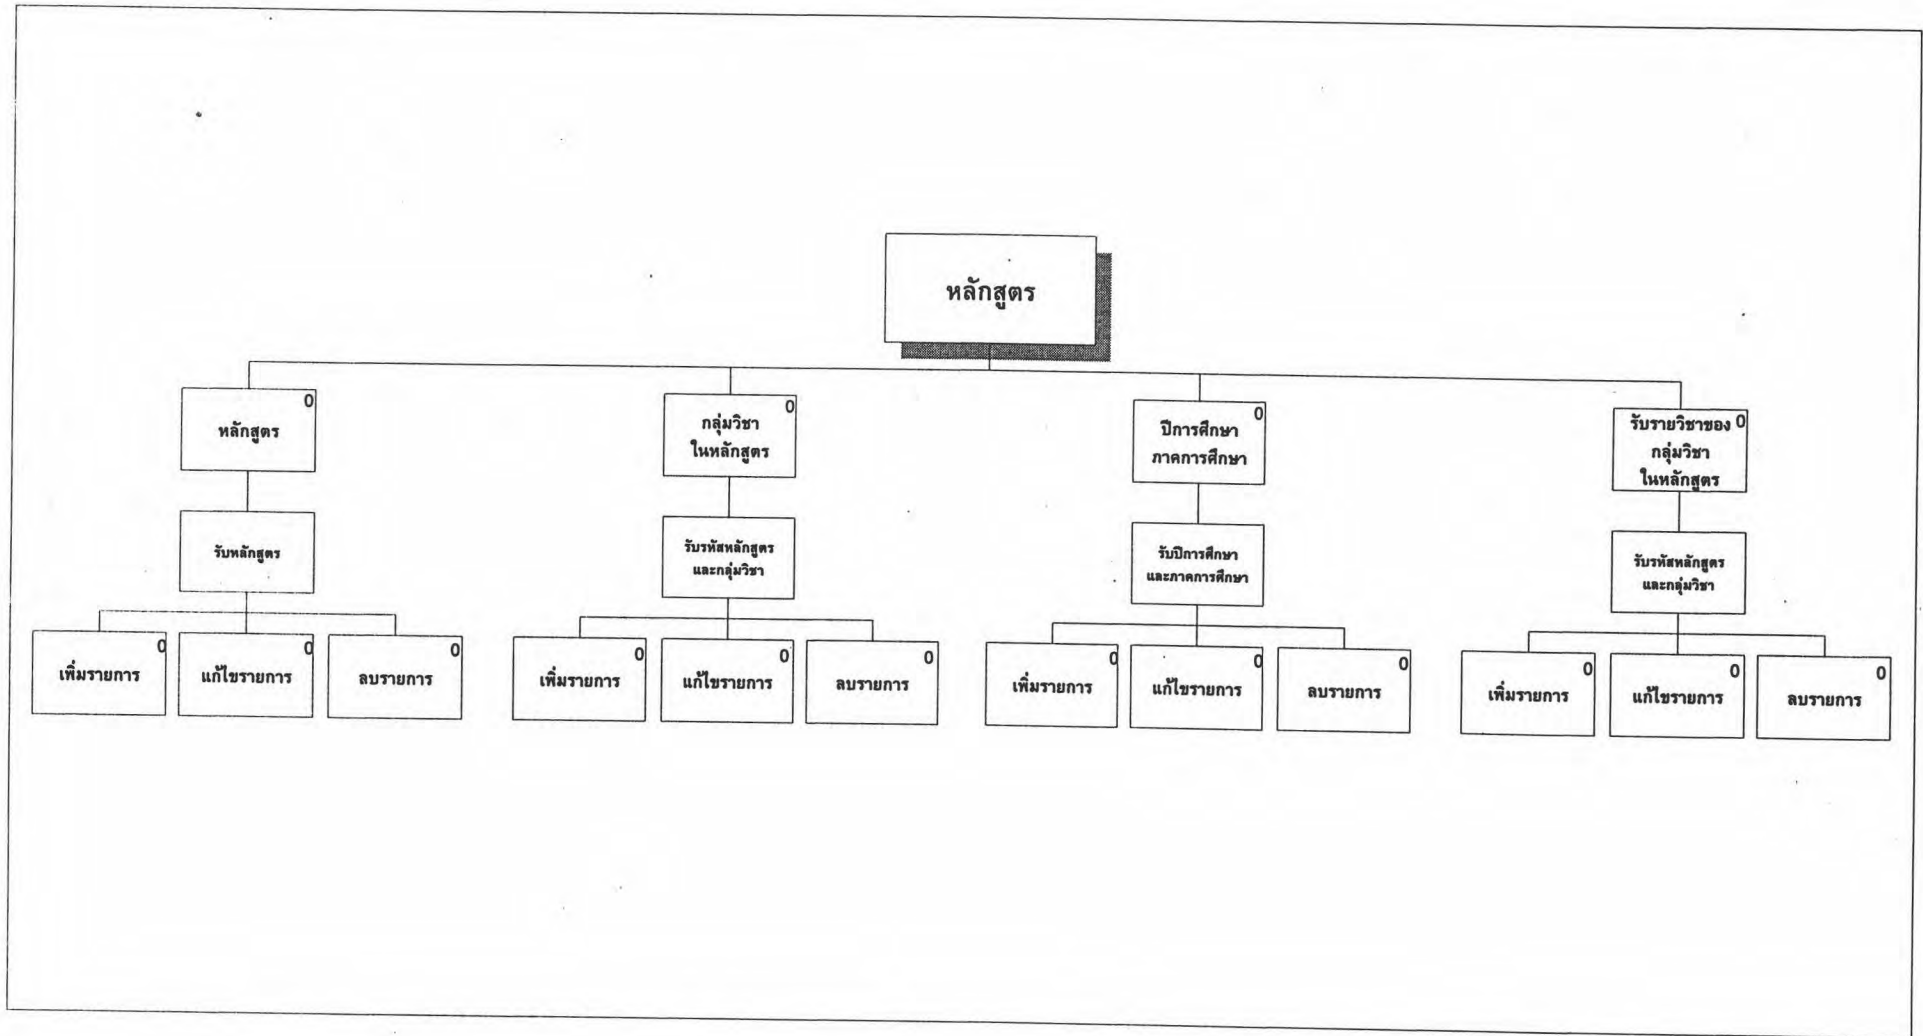 หลักสูตร
0
หลักสูตร
0
กลุ่มวิชา
ในหลักสูตร
0
ปีการศึกษา
ภาคการศึกษา
0
รับรายวิชาของ
กลุ่มวิชา
ในหลักสูตร
รับหลักสูตร
รับรหัสหลักสูตร
และกลุ่มวิชา
รับปีการศึกษา
และภาคการศึกษา
รับรหัสหลักสูตร
และกลุ่มวิชา
0
เพิ่มรายการ
0
แก้ไขรายการ
0
ลบรายการ
0
เพิ่มรายการ
0
แก้ไขรายการ
0
ลบรายการ
0
เพิ่มรายการ
0
แก้ไขรายการ
0
ลบรายการ
0
เพิ่มรายการ
0
แก้ไขรายการ
0
ลบรายการ